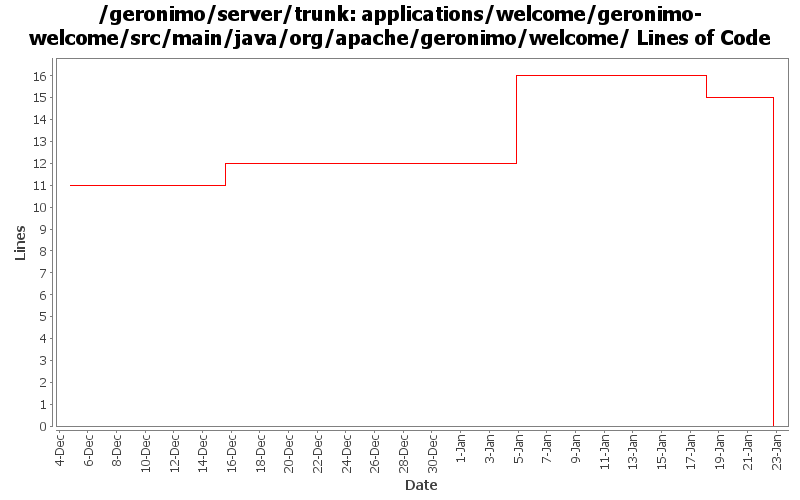 /geronimo/server/trunk: applications/welcome/geronimo-
welcome/src/main/java/org/apache/geronimo/welcome/ Lines of Code
16
15
14
13
12
11
10
9
8
7
6
5
4
3
2
1
0
Lines
4-Dec
6-Dec
8-Dec
10-Dec
12-Dec
14-Dec
16-Dec
18-Dec
20-Dec
22-Dec
24-Dec
26-Dec
28-Dec
30-Dec
1-Jan
3-Jan
5-Jan
7-Jan
9-Jan
11-Jan
13-Jan
15-Jan
17-Jan
19-Jan
21-Jan
23-Jan
Date